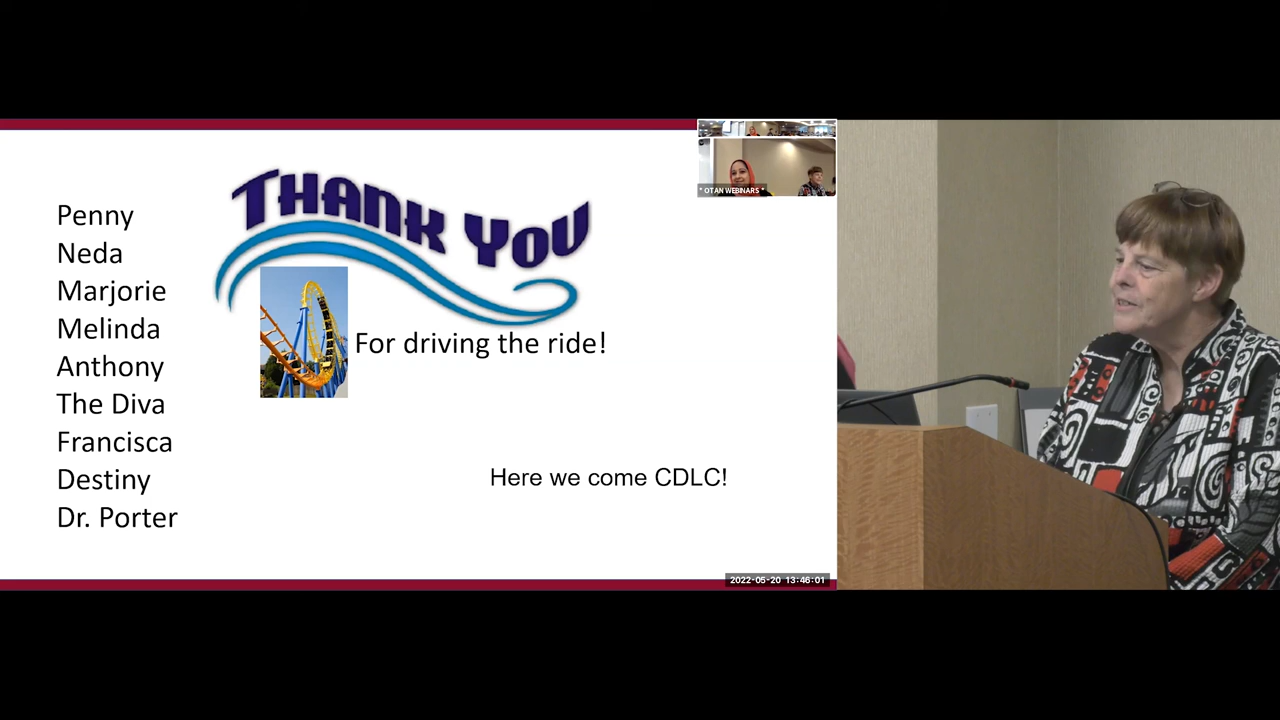 THANK YOU
Penny
Neda
Marjorie
Melinda
Anthony
The Diva
Francisca
Destiny
Dr. Porter
For driving the ride!
Here we come CDLC!
* OTAN WEBINARS *
2022-05-20 13:46:01